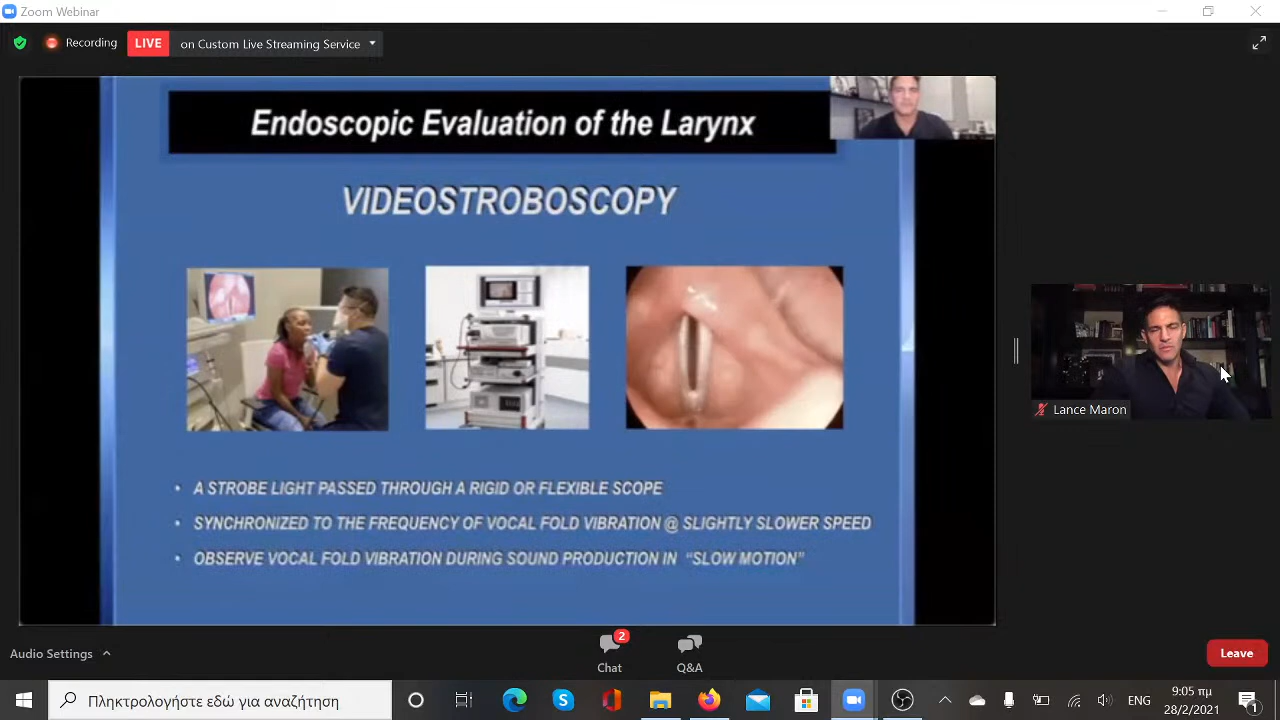 Zoom Webinar
Recording
LIVE
on Custom Live Streaming Service
Endoscopic Evaluation of the Larynx
VIDEOSTROBOSCOPY
• A STROBE LIGHT PASSED THROUGH A RIGID OR FLEXIBLE SCOPE
• SYNCHRONIZED TO THE FREQUENCY OF VOCAL FOLD VIBRATION @ SLIGHTLY SLOWER SPEED
• OBSERVE VOCAL FOLD VIBRATION DURING SOUND PRODUCTION IN “SLOW MOTION”
Lance Maron
Audio Settings
2
Chat
Q&A
Leave
Πληκτρολογήστε εδώ για αναζήτηση
ENG
9:05 πμ
28/2/2021
1